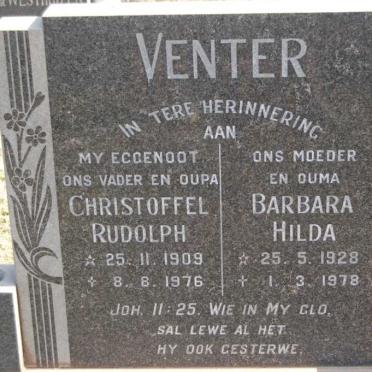 VENTER
IN TERE HERINNERING
AAN
MY EGGENOOT
ONS VADER EN OUPA
CHRISTOFFEL
RUDOLPH
☆ 25. 11. 1909
+ 8. 8. 1976
ONS MOEDER
EN OUMA
BARBARA
HILDA
☆ 25. 5. 1928
+ 1. 3. 1978
JOH. 11:25. WIE IN MY GLO,
SAL LEWE AL HET
HY OOK GESTERWE.